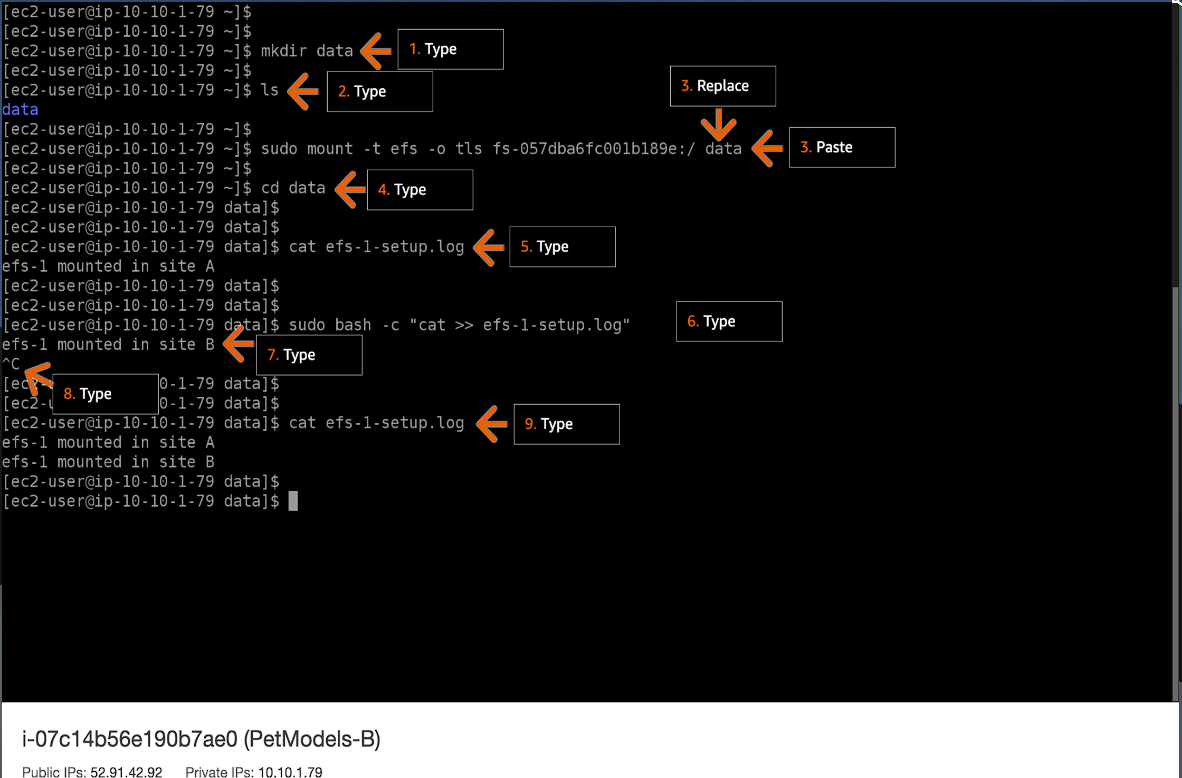 [ec2-user@ip-10-10-1-79 ~]$
[ec2-user@ip-10-10-1-79 ~]$
[ec2-user@ip-10-10-1-79 ~]$ mkdir data
1. Type
[ec2-user@ip-10-10-1-79 ~]$
[ec2-user@ip-10-10-1-79 ~]$ ls
2. Type
3. Replace
data
[ec2-user@ip-10-10-1-79 ~]$
[ec2-user@ip-10-10-1-79 ~]$ sudo mount -t efs -o tls fs-057dba6fc001b189e:/ data
3. Paste
[ec2-user@ip-10-10-1-79 ~]$
[ec2-user@ip-10-10-1-79 ~]$ cd data
4. Type
[ec2-user@ip-10-10-1-79 data]$
[ec2-user@ip-10-10-1-79 data]$
[ec2-user@ip-10-10-1-79 data]$ cat efs-1-setup.log
5. Type
efs-1 mounted in site A
[ec2-user@ip-10-10-1-79 data]$
[ec2-user@ip-10-10-1-79 data]$
[ec2-user@ip-10-10-1-79 data]$ sudo bash -c "cat >> efs-1-setup.log"
6. Type
efs-1 mounted in site B
7. Type
^C
[ec 0-1-79 data]$
8. Type
[ec2-u 0-1-79 data]$
[ec2-user@ip-10-10-1-79 data]$ cat efs-1-setup.log
9. Type
efs-1 mounted in site A
efs-1 mounted in site B
[ec2-user@ip-10-10-1-79 data]$
[ec2-user@ip-10-10-1-79 data]$
i-07c14b56e190b7ae0 (PetModels-B)
Public IPs: 52.91.42.92 Private IPs: 10.10.1.79